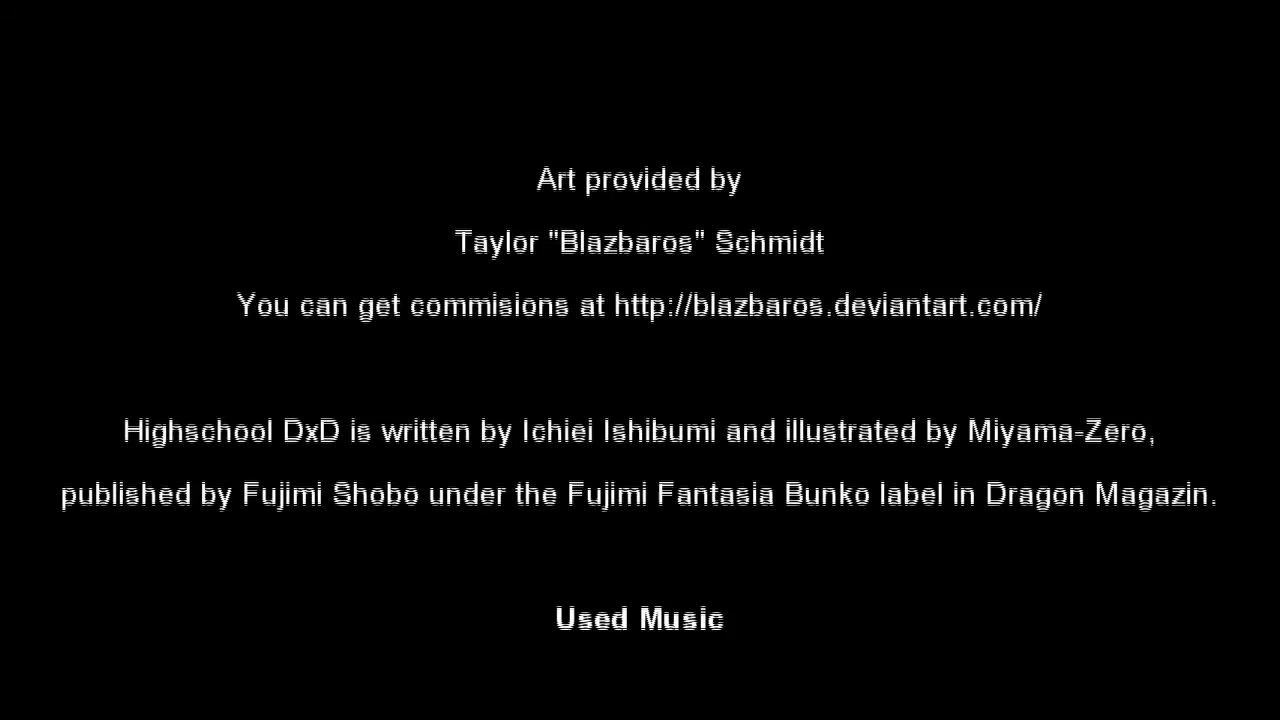 Art provided by
Taylor "Blazbaros" Schmidt
You can get commisions at http://blazbaros.deviantart.com/
Highschool DxD is written by Ichiei Ishibumi and illustrated by Miyama-Zero,
published by Fujimi Shobo under the Fujimi Fantasia Bunko label in Dragon Magazin.
Used Music